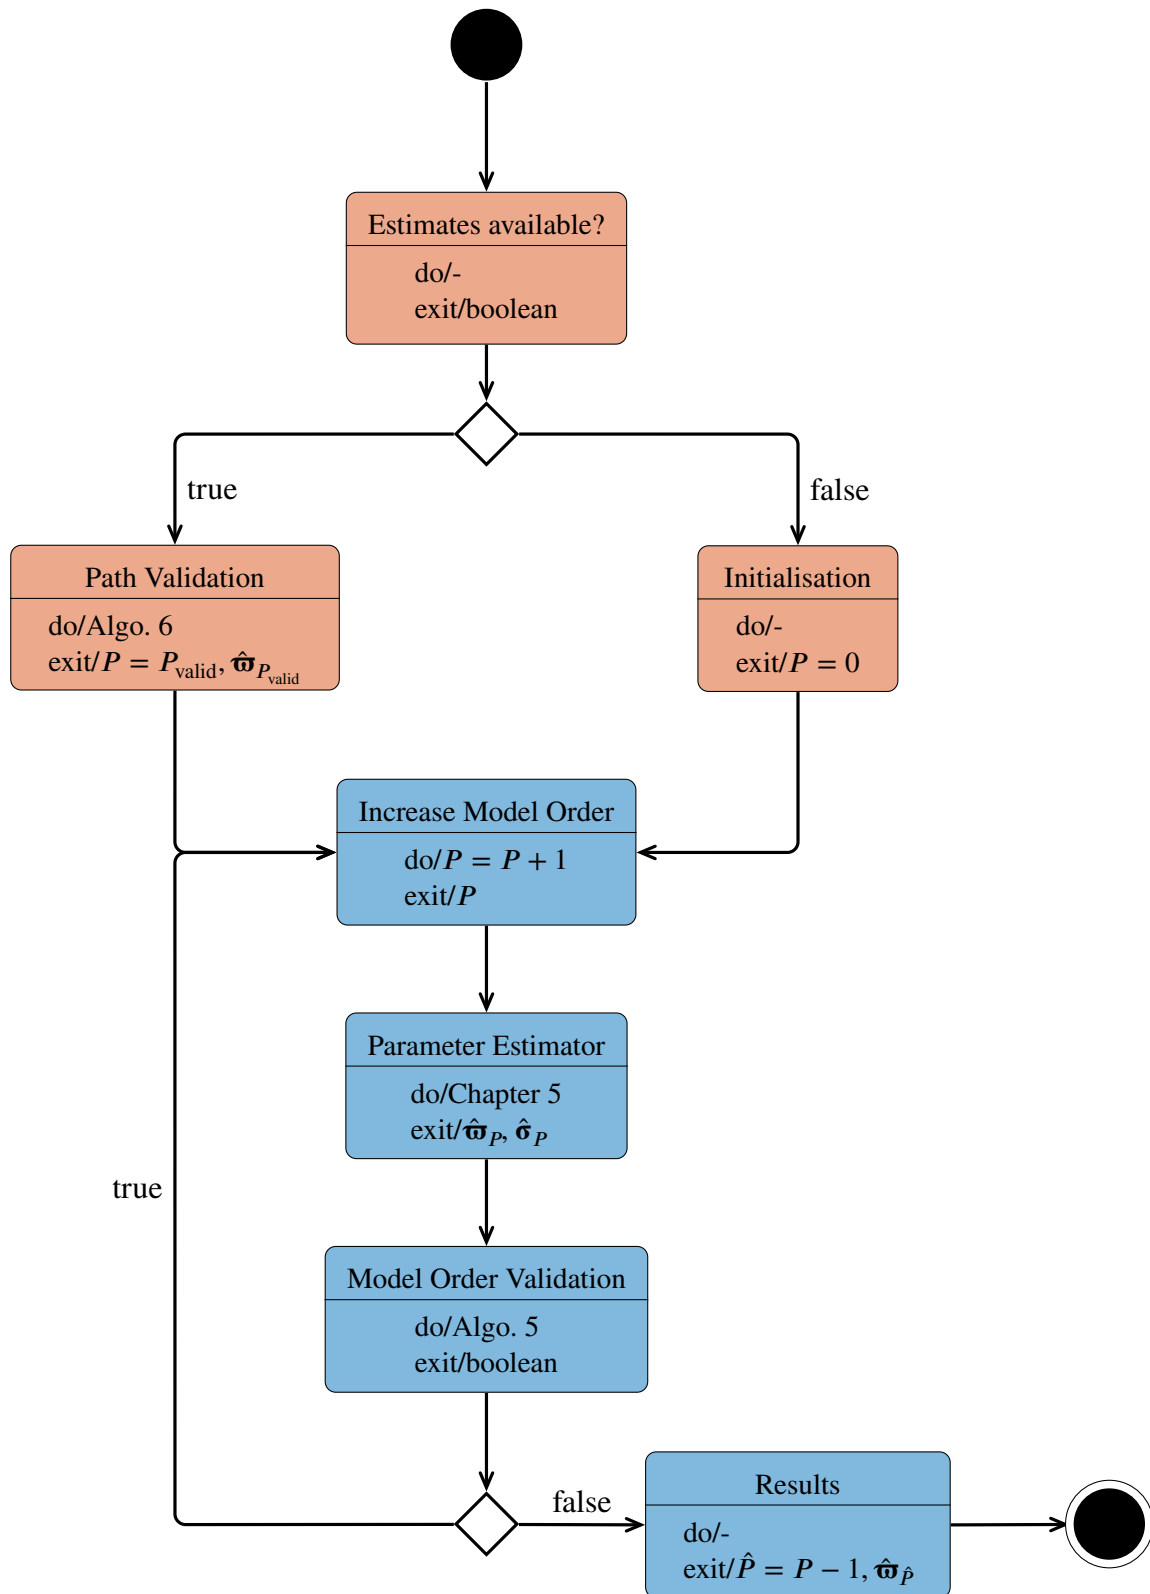 Estimates available?
do/-
exit/boolean
true
false
Path Validation
do/Algo. 6
exit/P = P_valid, ϖ̂_{P_valid}
Initialisation
do/-
exit/P = 0
Increase Model Order
do/P = P + 1
exit/P
Parameter Estimator
do/Chapter 5
exit/ϖ̂_P, σ̂_P
true
Model Order Validation
do/Algo. 5
exit/boolean
false
Results
do/-
exit/P̂ = P − 1, ϖ̂_P̂